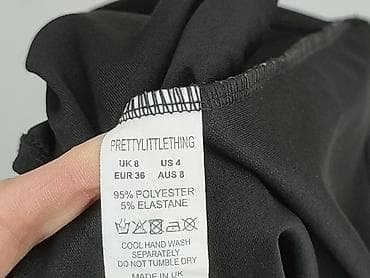 PRETTYLITTLETHING
UK 8 US 4
EUR 36 AUS 8
95% POLYESTER
5% ELASTANE
COOL HAND WASH
SEPARATELY
DO NOT TUMBLE DRY
MADE IN UK